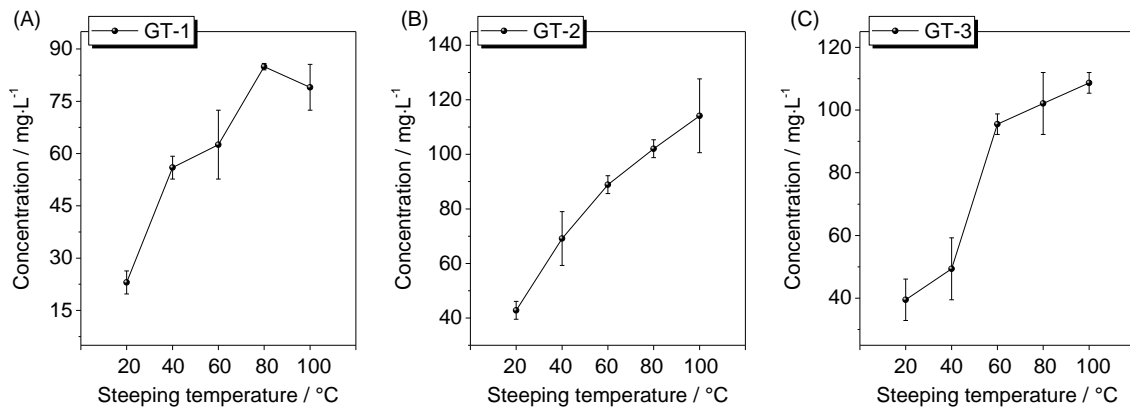 (A)
GT-1
90
75
60
45
30
15
Concentration / mg·L⁻¹
20 40 60 80 100
Steeping temperature / °C
(B)
GT-2
140
120
100
80
60
40
Concentration / mg·L⁻¹
20 40 60 80 100
Steeping temperature / °C
(C)
GT-3
120
100
80
60
40
Concentration / mg·L⁻¹
20 40 60 80 100
Steeping temperature / °C